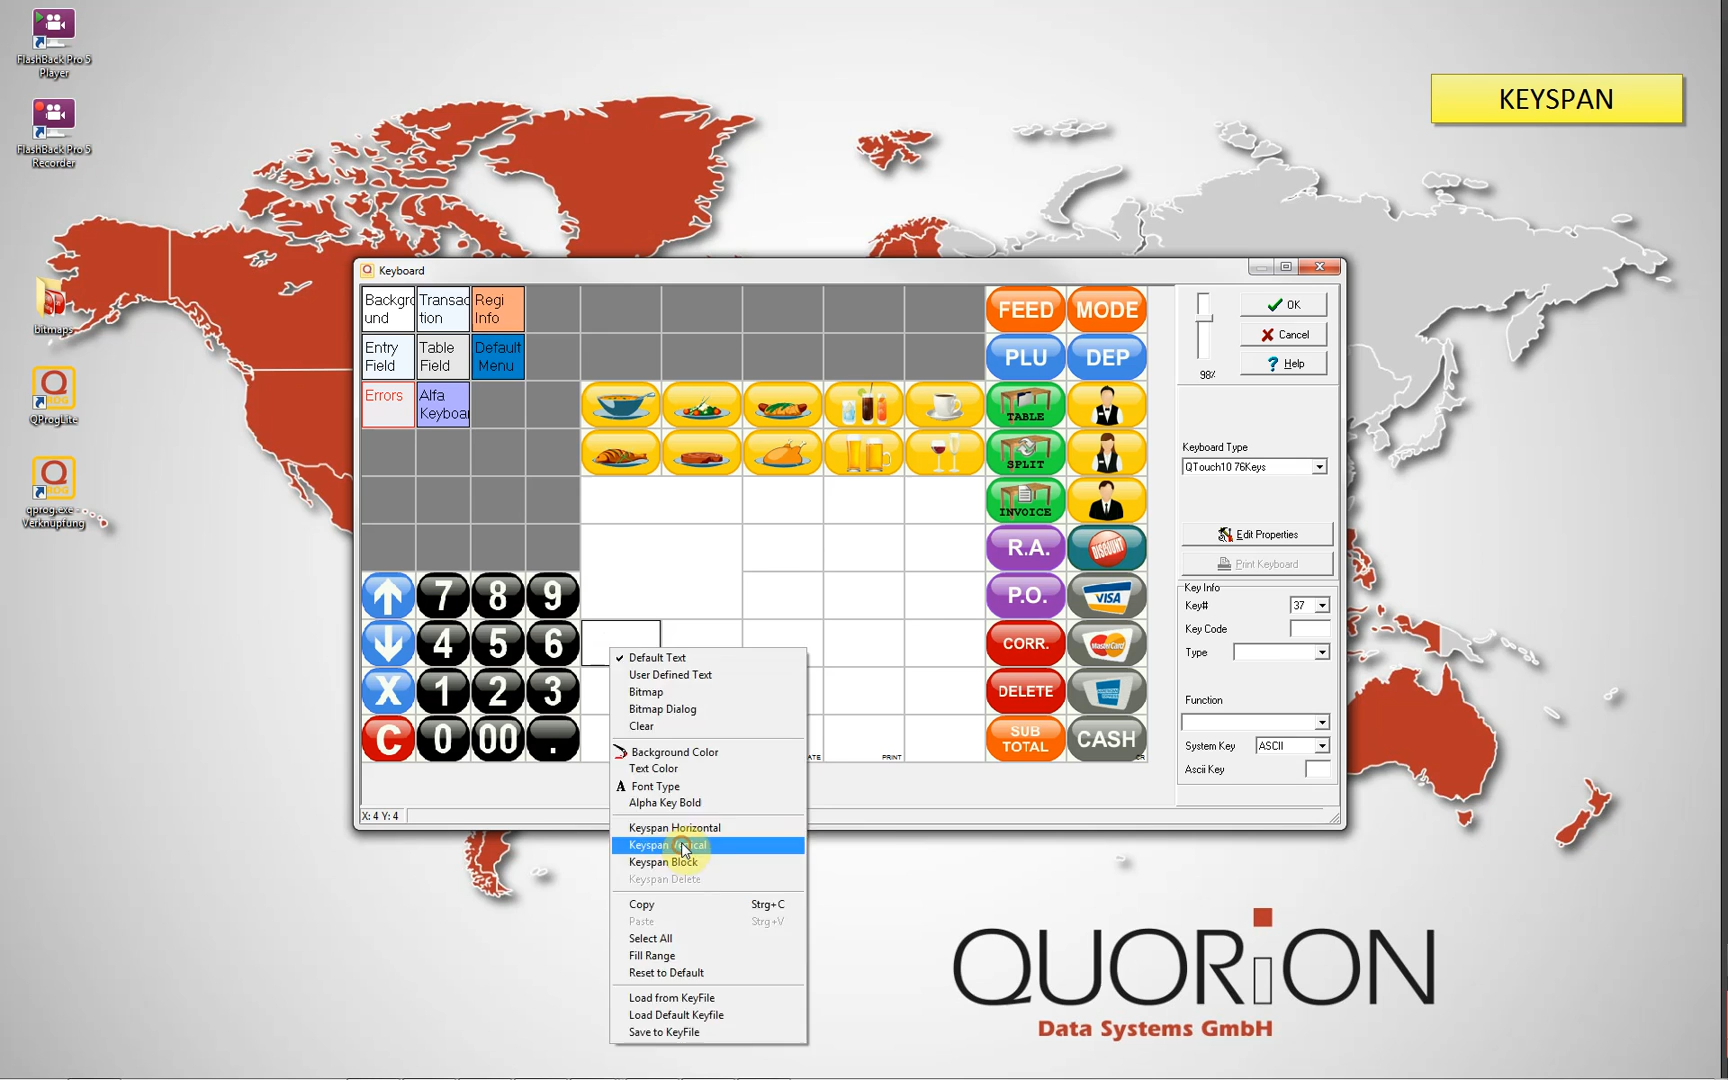 FlashBack Pro 5
Player
FlashBack Pro 5
Recorder
bitmaps
QProgLite
qprog.exe -
Verknüpfung
KEYSPAN
Keyboard
Backgro
und
Transac
tion
Regi
Info
Entry
Field
Table
Field
Default
Menu
Errors
Alfa
Keyboar
FEED
MODE
PLU
DEP
TABLE
SPLIT
INVOICE
R.A.
DISCOUNT
P.O.
VISA
CORR.
MasterCard
DELETE
SUB
TOTAL
CASH
CR
7
8
9
4
5
6
X
1
2
3
C
0
00
.
ATE
PRINT
X: 4 Y: 4
Default Text
User Defined Text
Bitmap
Bitmap Dialog
Clear
Background Color
Text Color
A Font Type
Alpha Key Bold
Keyspan Horizontal
Keyspan Vertical
Keyspan Block
Keyspan Delete
Copy Strg+C
Paste Strg+V
Select All
Fill Range
Reset to Default
Load from KeyFile
Load Default Keyfile
Save to KeyFile
98%
OK
Cancel
? Help
Keyboard Type
QTouch10 76Keys
Edit Properties
Print Keyboard
Key Info
Key# 37
Key Code
Type
Function
System Key ASCII
Ascii Key
QUORiON
Data Systems GmbH